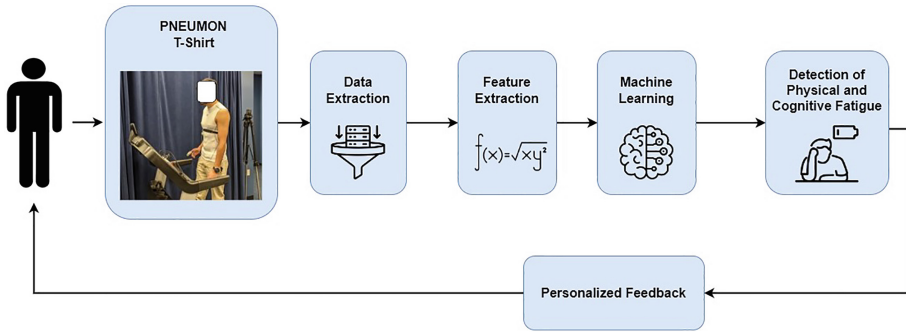 PNEUMON
T-Shirt
Data
Extraction
Feature
Extraction
f(x)=√xy²
Machine
Learning
Detection of
Physical and
Cognitive Fatigue
Personalized Feedback